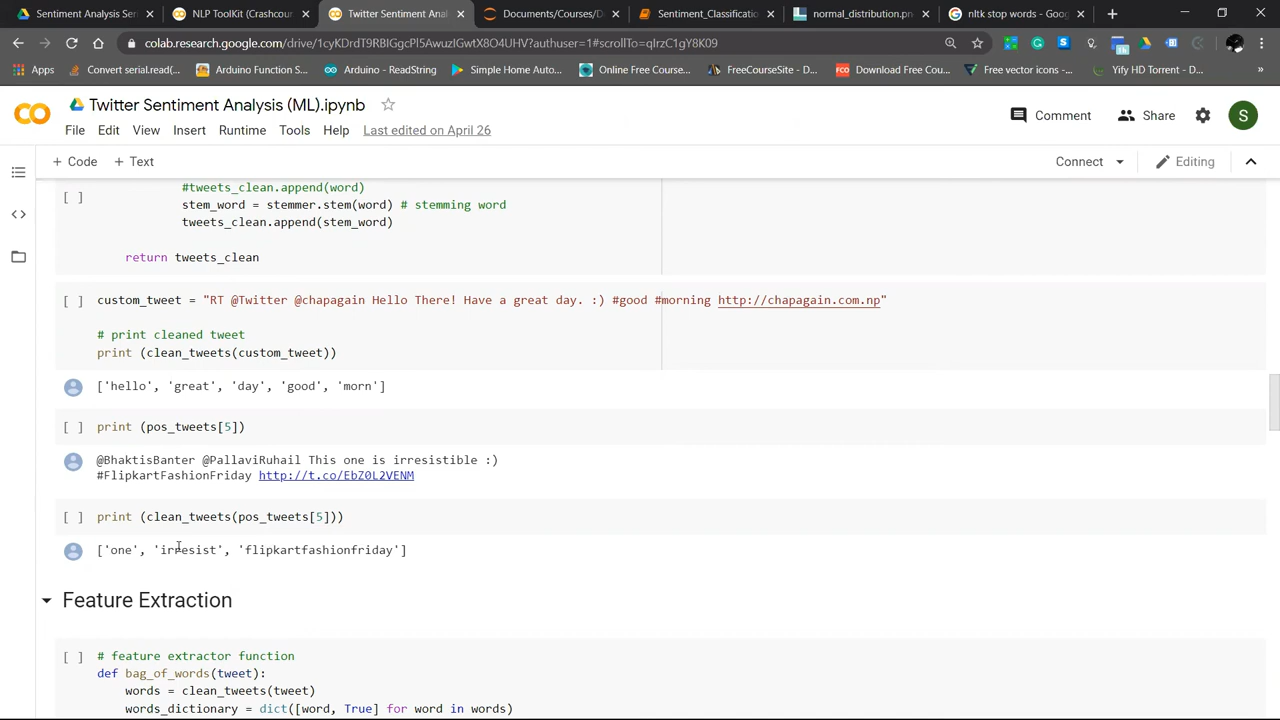 Sentiment Analysis Serv
NLP ToolKit (Crashcour
Twitter Sentiment Anal
Documents/Courses/D
Sentiment_Classificatio
normal_distribution.pn
nltk stop words - Goog
colab.research.google.com/drive/1cyKDrdT9RBIGgcPl5AwuzIGwtX8O4UHV?authuser=1#scrollTo=qIrzC1gY8K09
Apps
Convert serial.read(...
Arduino Function S...
Arduino - ReadString
Simple Home Auto...
Online Free Course...
FreeCourseSite - D...
FCO
Download Free Cou...
Free vector icons -...
Yify HD Torrent - D...
»
CO
Twitter Sentiment Analysis (ML).ipynb
Comment
Share
S
File Edit View Insert Runtime Tools Help Last edited on April 26
+ Code + Text
Connect
Editing
#tweets_clean.append(word)
[ ]
stem_word = stemmer.stem(word) # stemming word
tweets_clean.append(stem_word)
return tweets_clean
[ ] custom_tweet = "RT @Twitter @chapagain Hello There! Have a great day. :) #good #morning http://chapagain.com.np"
# print cleaned tweet
print (clean_tweets(custom_tweet))
['hello', 'great', 'day', 'good', 'morn']
[ ] print (pos_tweets[5])
@BhaktisBanter @PallaviRuhail This one is irresistible :)
#FlipkartFashionFriday http://t.co/EbZ0L2VENM
[ ] print (clean_tweets(pos_tweets[5]))
['one', 'irresist', 'flipkartfashionfriday']
Feature Extraction
[ ] # feature extractor function
def bag_of_words(tweet):
words = clean_tweets(tweet)
words_dictionary = dict([word, True] for word in words)